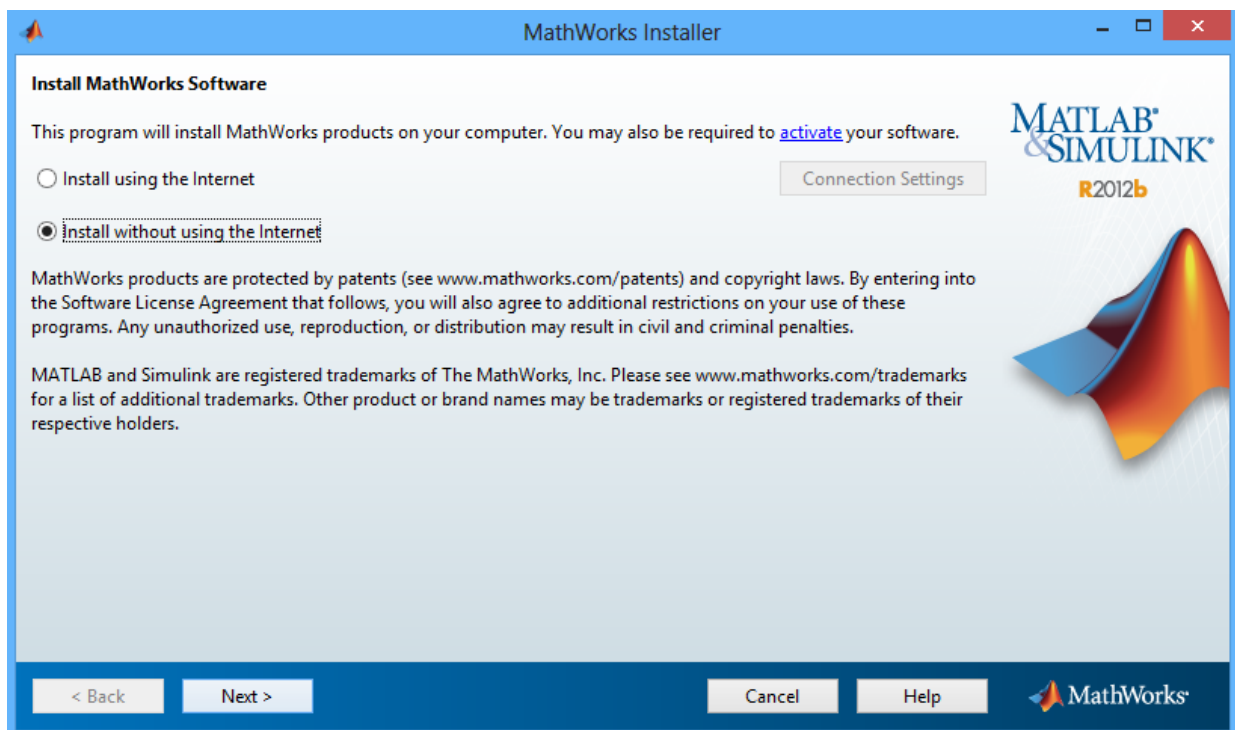 MathWorks Installer
Install MathWorks Software
This program will install MathWorks products on your computer. You may also be required to activate your software.
Install using the Internet
Connection Settings
Install without using the Internet
MathWorks products are protected by patents (see www.mathworks.com/patents) and copyright laws. By entering into
the Software License Agreement that follows, you will also agree to additional restrictions on your use of these
programs. Any unauthorized use, reproduction, or distribution may result in civil and criminal penalties.
MATLAB and Simulink are registered trademarks of The MathWorks, Inc. Please see www.mathworks.com/trademarks
for a list of additional trademarks. Other product or brand names may be trademarks or registered trademarks of their
respective holders.
MATLAB®
&SIMULINK®
R2012b
< Back
Next >
Cancel
Help
MathWorks®